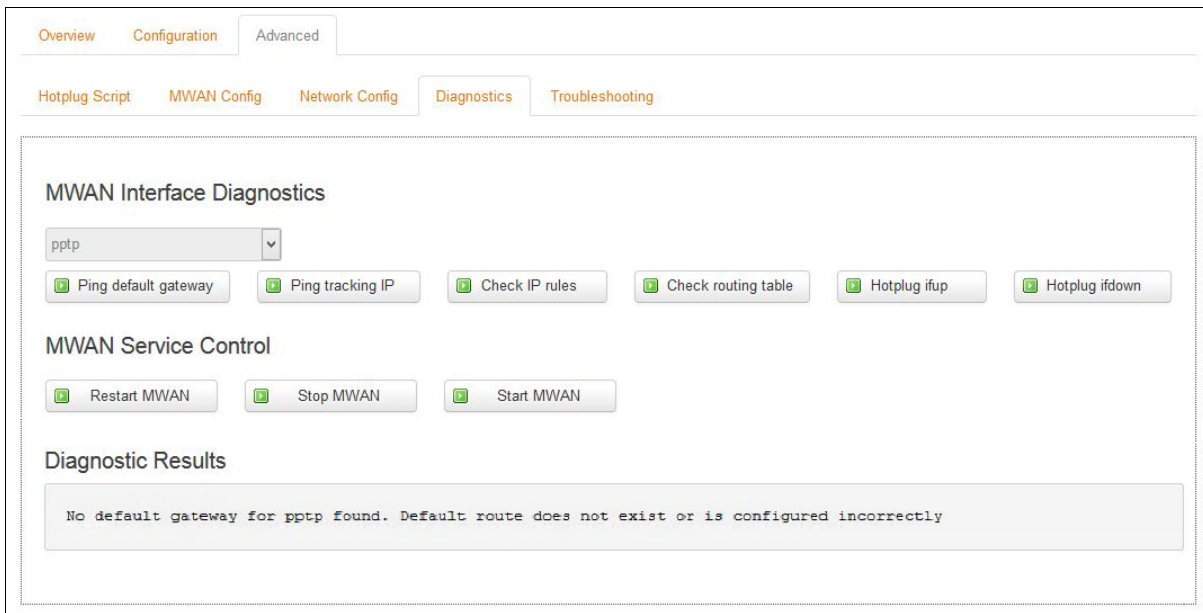 Overview Configuration Advanced
Hotplug Script MWAN Config Network Config Diagnostics Troubleshooting
MWAN Interface Diagnostics
pptp
Ping default gateway Ping tracking IP Check IP rules Check routing table Hotplug ifup Hotplug ifdown
MWAN Service Control
Restart MWAN Stop MWAN Start MWAN
Diagnostic Results
No default gateway for pptp found. Default route does not exist or is configured incorrectly